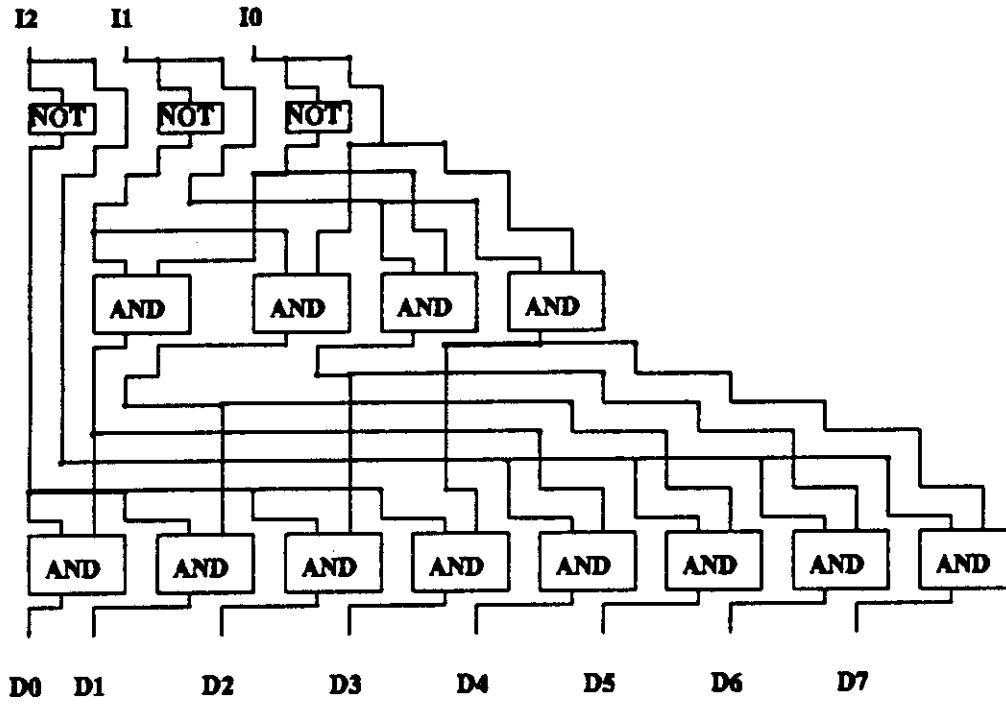 I2 I1 I0
NOT NOT NOT
AND AND AND AND
AND AND AND AND AND AND AND AND
D0 D1 D2 D3 D4 D5 D6 D7